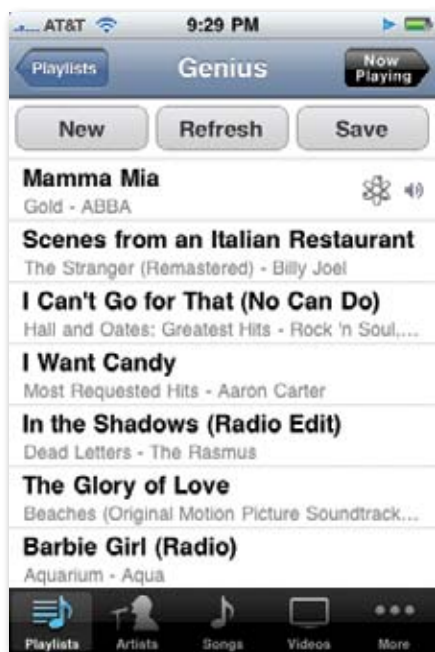 AT&T 9:29 PM
Playlists Genius Now Playing
New Refresh Save
Mamma Mia
Gold - ABBA
Scenes from an Italian Restaurant
The Stranger (Remastered) - Billy Joel
I Can't Go for That (No Can Do)
Hall and Oates: Greatest Hits - Rock 'n Soul,...
I Want Candy
Most Requested Hits - Aaron Carter
In the Shadows (Radio Edit)
Dead Letters - The Rasmus
The Glory of Love
Beaches (Original Motion Picture Soundtrack...
Barbie Girl (Radio)
Aquarium - Aqua
Playlists Artists Songs Videos More